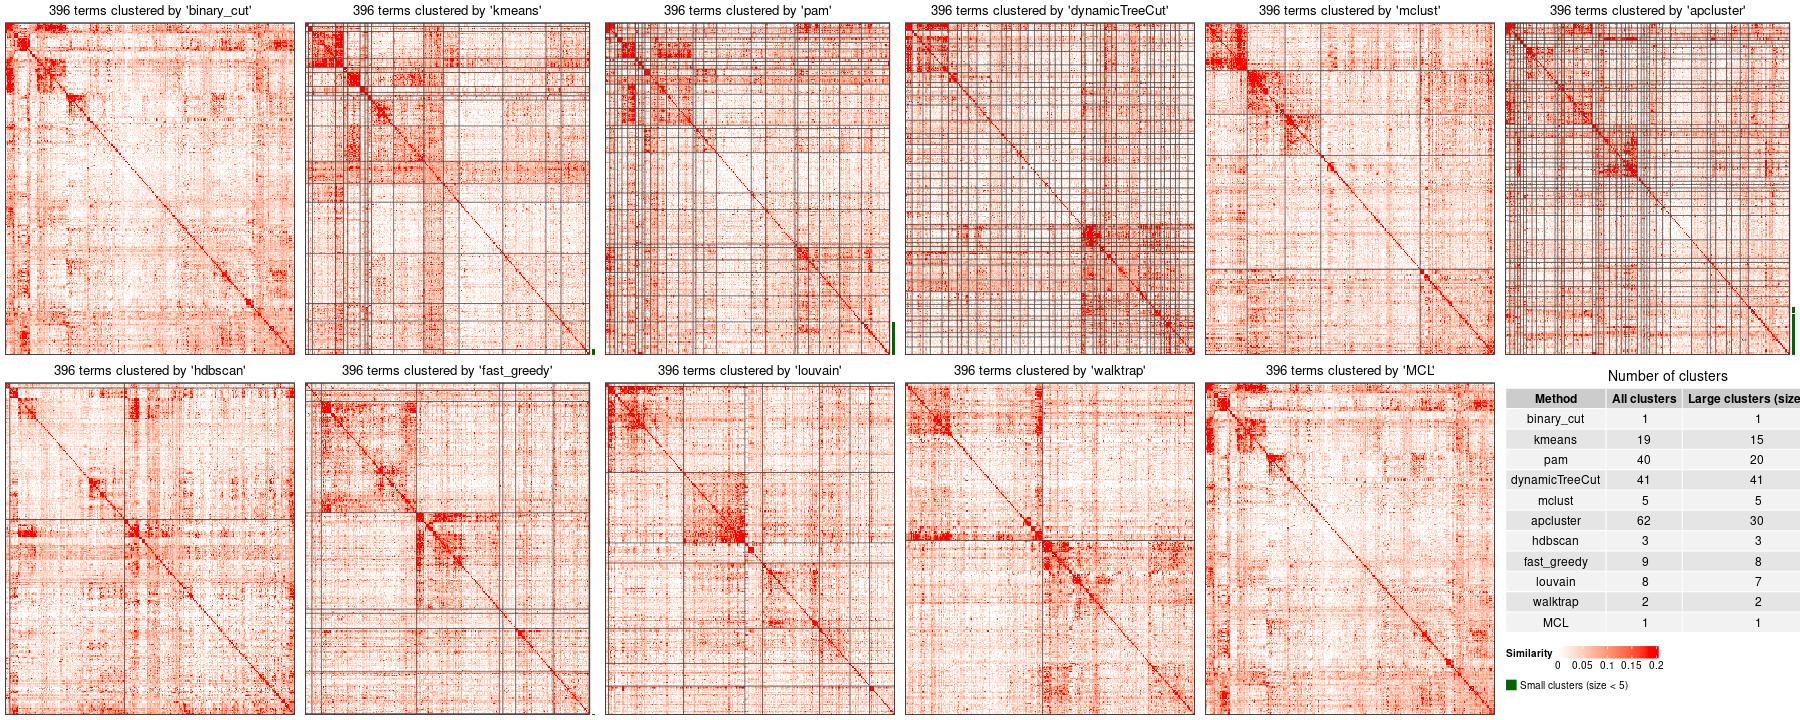 396 terms clustered by 'binary_cut'
396 terms clustered by 'kmeans'
396 terms clustered by 'pam'
396 terms clustered by 'dynamicTreeCut'
396 terms clustered by 'mclust'
396 terms clustered by 'apcluster'
396 terms clustered by 'hdbscan'
396 terms clustered by 'fast_greedy'
396 terms clustered by 'louvain'
396 terms clustered by 'walktrap'
396 terms clustered by 'MCL'
Number of clusters
Method All clusters Large clusters (size
binary_cut 1 1
kmeans 19 15
pam 40 20
dynamicTreeCut 41 41
mclust 5 5
apcluster 62 30
hdbscan 3 3
fast_greedy 9 8
louvain 8 7
walktrap 2 2
MCL 1 1
Similarity
0 0.05 0.1 0.15 0.2
Small clusters (size < 5)